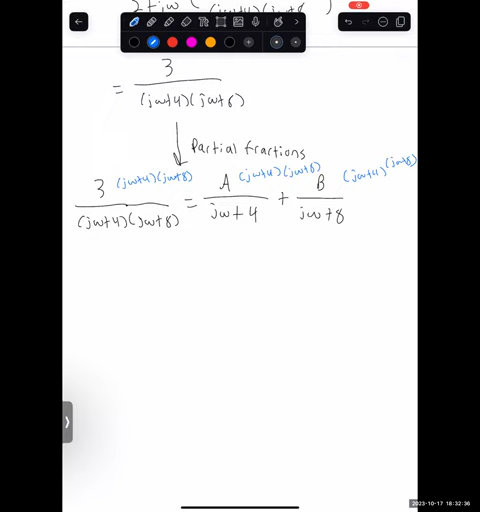 3
= (jω+4)(jω+8)
Partial fractions
3 (jω+4)(jω+8) A (jω+4)(jω+8) B (jω+4)(jω+8)
(jω+4)(jω+8) = jω+4 + jω+8
2023-10-17 18:32:36